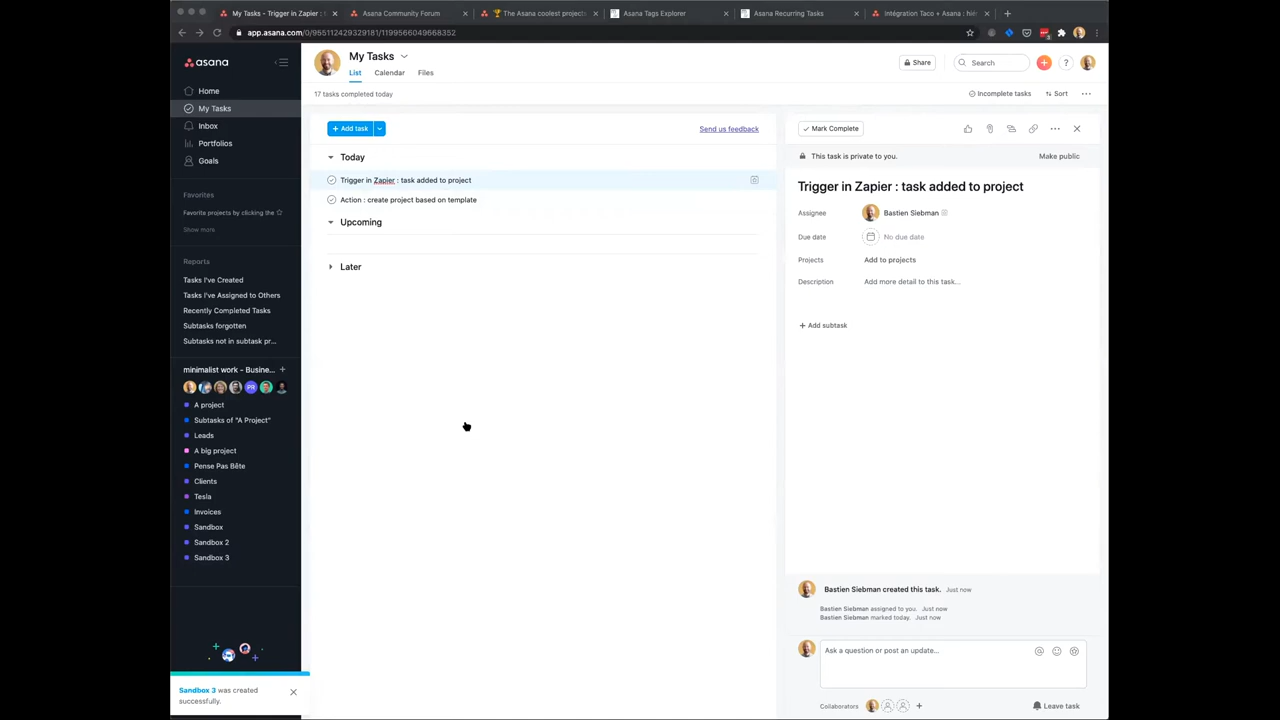 My Tasks - Trigger in Zapier : t
Asana Community Forum
🏆 The Asana coolest projects
Asana Tags Explorer
Asana Recurring Tasks
Intégration Taco + Asana : hié
app.asana.com/0/955112429329181/1199566049668352
asana
Home
My Tasks
Inbox
Portfolios
Goals
Favorites
Favorite projects by clicking the ☆
Show more
Reports
Tasks I've Created
Tasks I've Assigned to Others
Recently Completed Tasks
Subtasks forgotten
Subtasks not in subtask pr...
minimalist work - Busine... +
PR
A project
Subtasks of "A Project"
Leads
A big project
Pense Pas Bête
Clients
Tesla
Invoices
Sandbox
Sandbox 2
Sandbox 3
Sandbox 3 was created
successfully.
My Tasks
List Calendar Files
Share
Search
?
17 tasks completed today
Incomplete tasks
Sort
+ Add task
Send us feedback
Today
Trigger in Zapier : task added to project
Action : create project based on template
Upcoming
Later
Mark Complete
This task is private to you.
Make public
Trigger in Zapier : task added to project
Assignee Bastien Siebman
Due date No due date
Projects Add to projects
Description Add more detail to this task...
+ Add subtask
Bastien Siebman created this task. Just now
Bastien Siebman assigned to you. Just now
Bastien Siebman marked today. Just now
Ask a question or post an update...
Collaborators
Leave task